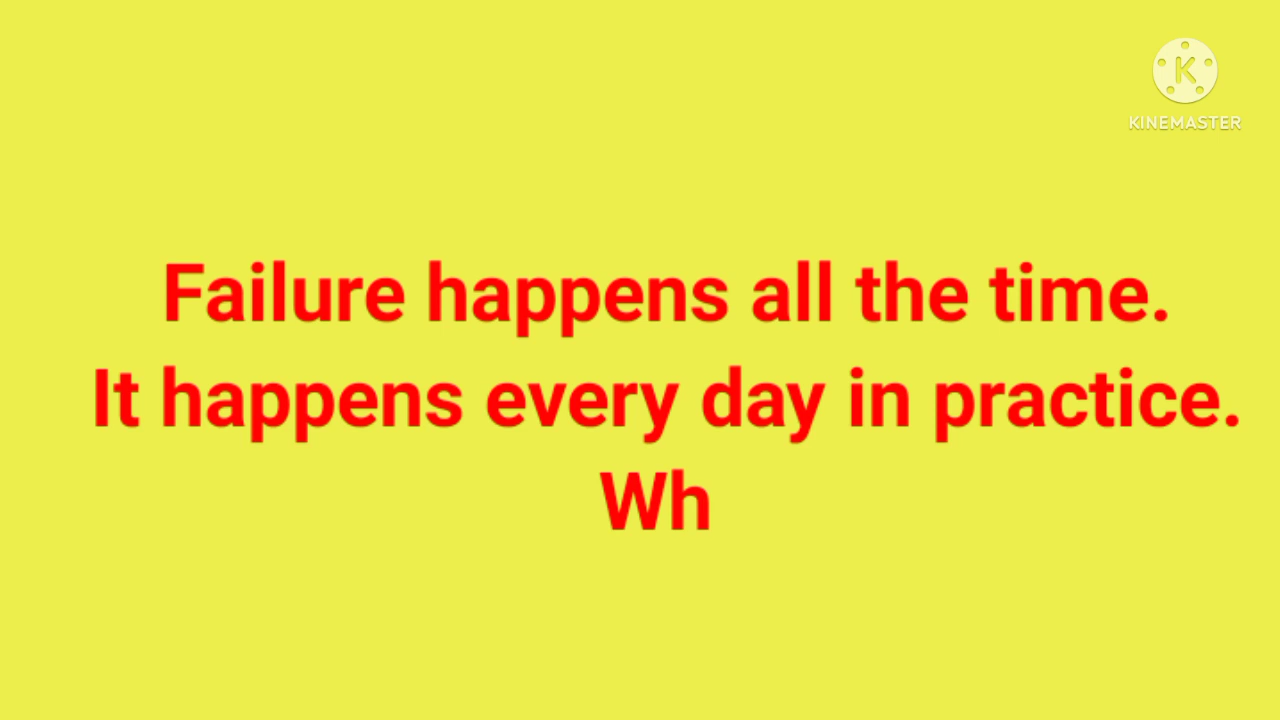 KINEMASTER
Failure happens all the time.
It happens every day in practice.
Wh